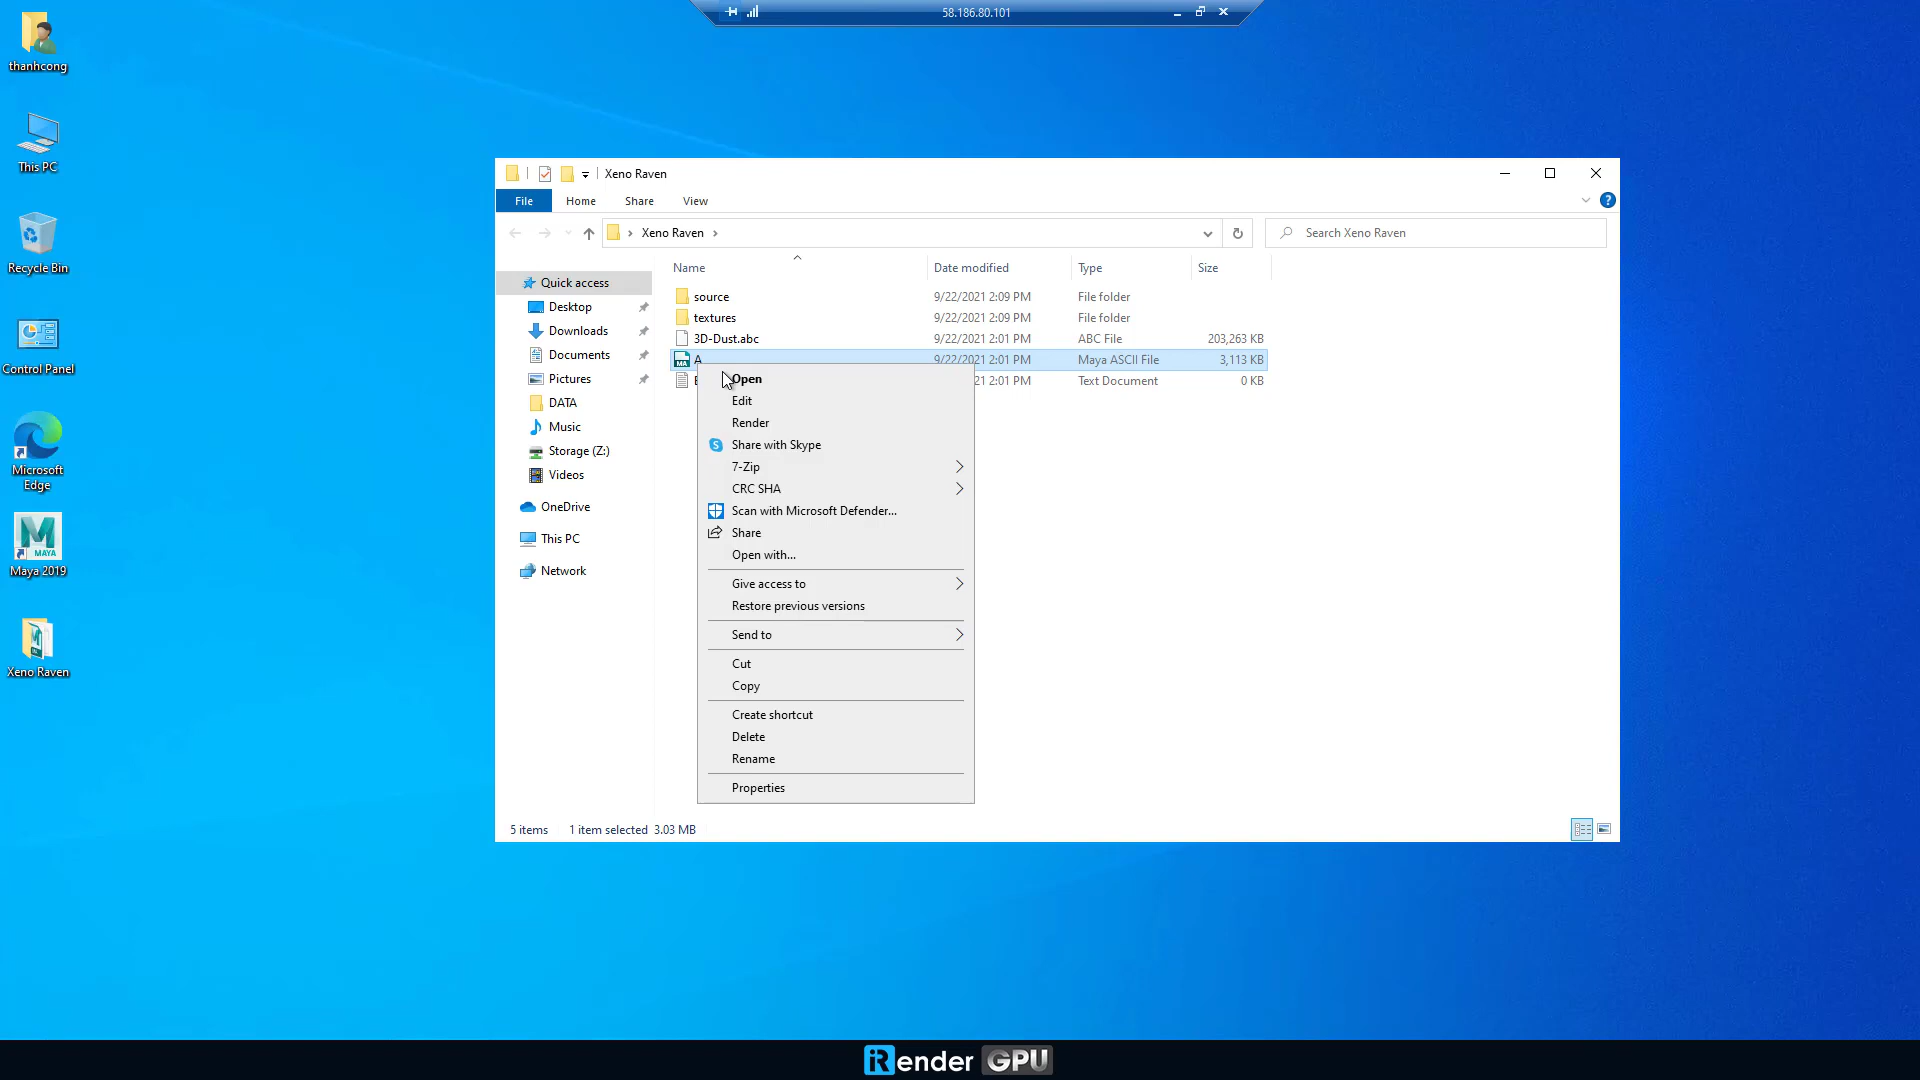 58.186.80.101
thanhcong
This PC
Recycle Bin
Control Panel
Microsoft
Edge
MAYA
Maya 2019
Xeno Raven
Xeno Raven
File
Home
Share
View
Xeno Raven
Search Xeno Raven
Name
Date modified
Type
Size
Quick access
Desktop
Downloads
Documents
Pictures
DATA
Music
Storage (Z:)
Videos
OneDrive
This PC
Network
source 9/22/2021 2:09 PM File folder
textures 9/22/2021 2:09 PM File folder
3D-Dust.abc 9/22/2021 2:01 PM ABC File 203,263 KB
A 9/22/2021 2:01 PM Maya ASCII File 3,113 KB
21 2:01 PM Text Document 0 KB
Open
Edit
Render
Share with Skype
7-Zip
CRC SHA
Scan with Microsoft Defender...
Share
Open with...
Give access to
Restore previous versions
Send to
Cut
Copy
Create shortcut
Delete
Rename
Properties
5 items
1 item selected 3.03 MB
iRender GPU